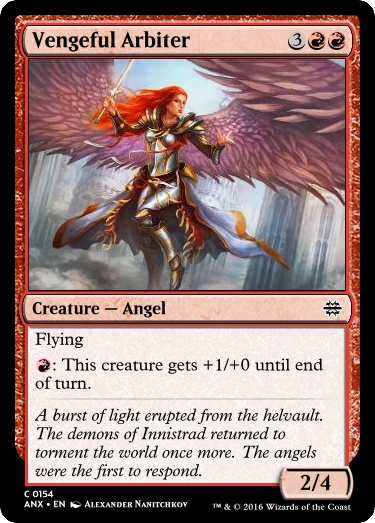 Vengeful Arbiter 3
Creature — Angel
Flying
: This creature gets +1/+0 until end
of turn.
A burst of light erupted from the helvault.
The demons of Innistrad returned to
torment the world once more. The angels
were the first to respond.
2/4
C 0154
ANX • EN Alexander Nanitchkov
™ & © 2016 Wizards of the Coast